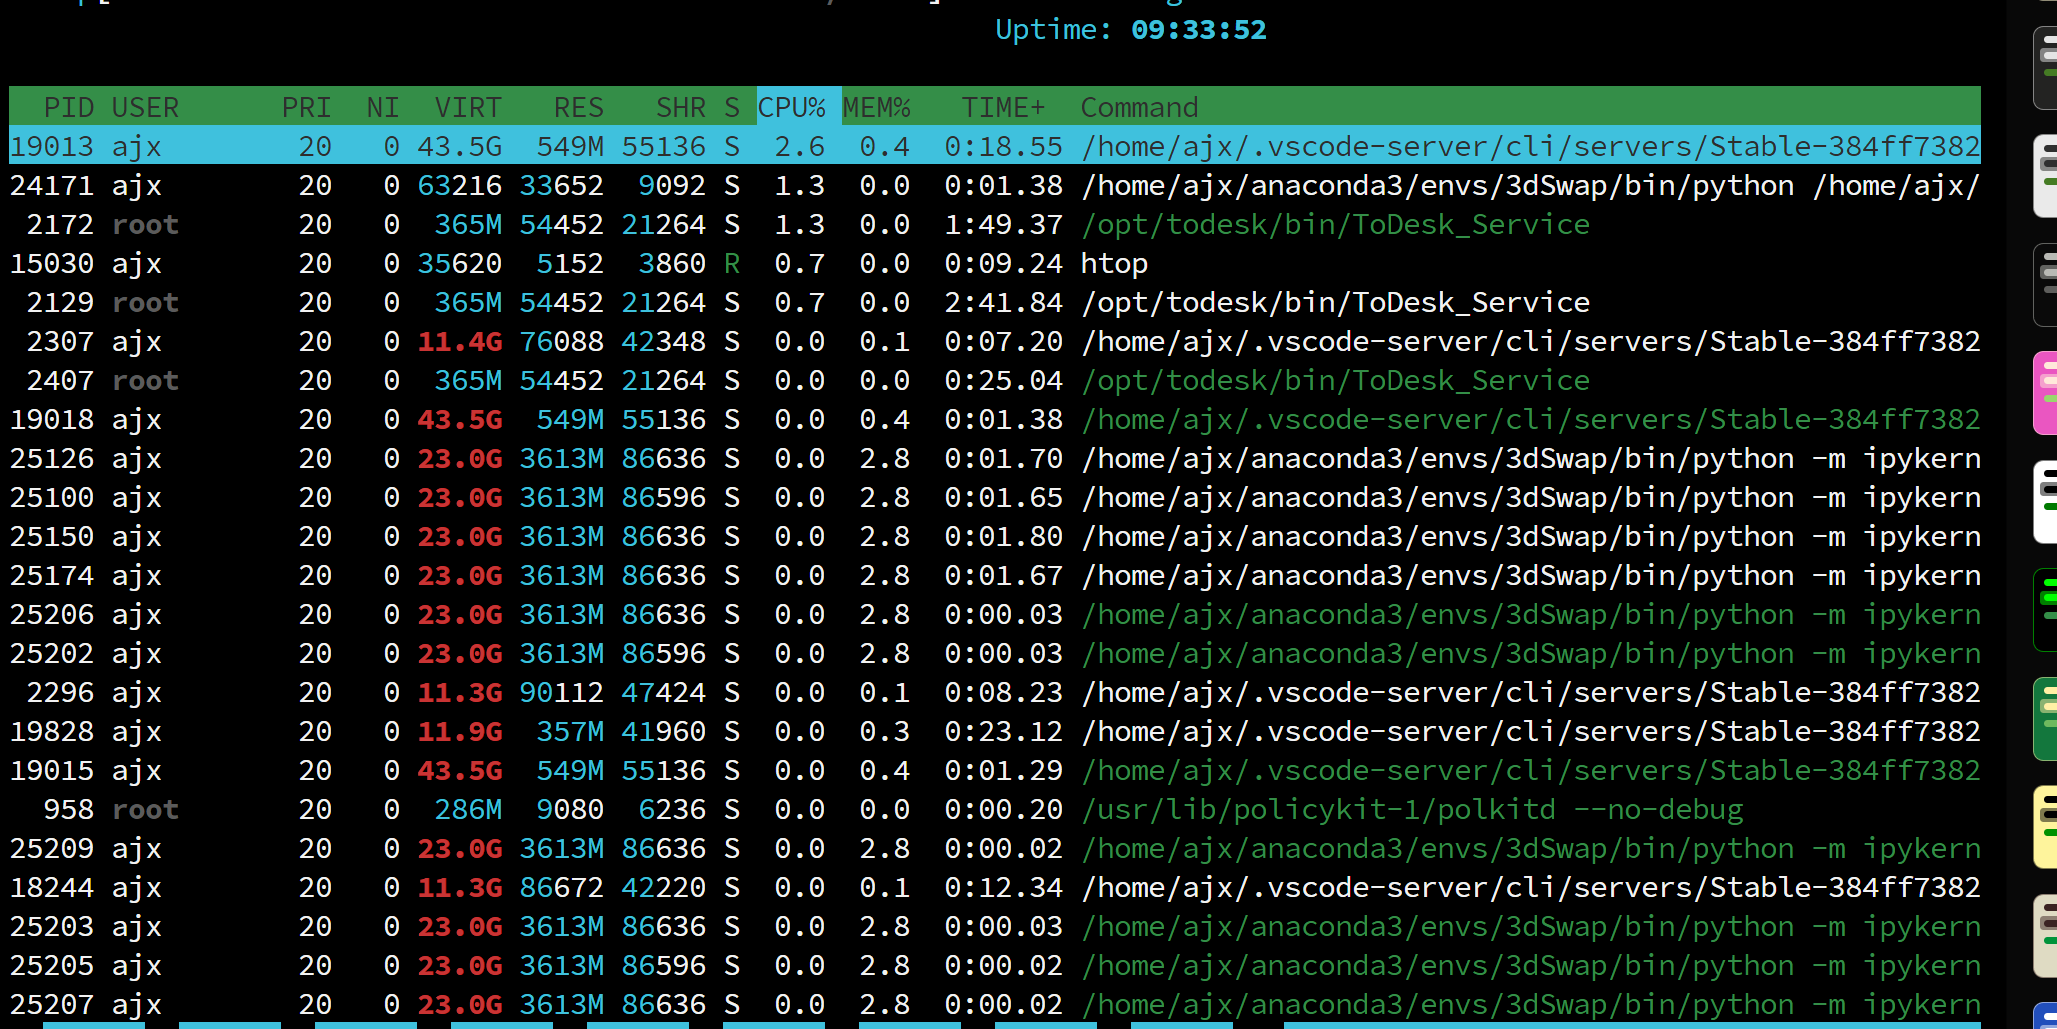 Uptime: 09:33:52
PID USER PRI NI VIRT RES SHR S CPU% MEM% TIME+ Command
19013 ajx 20 0 43.5G 549M 55136 S 2.6 0.4 0:18.55 /home/ajx/.vscode-server/cli/servers/Stable-384ff7382
24171 ajx 20 0 63216 33652 9092 S 1.3 0.0 0:01.38 /home/ajx/anaconda3/envs/3dSwap/bin/python /home/ajx/
2172 root 20 0 365M 54452 21264 S 1.3 0.0 1:49.37 /opt/todesk/bin/ToDesk_Service
15030 ajx 20 0 35620 5152 3860 R 0.7 0.0 0:09.24 htop
2129 root 20 0 365M 54452 21264 S 0.7 0.0 2:41.84 /opt/todesk/bin/ToDesk_Service
2307 ajx 20 0 11.4G 76088 42348 S 0.0 0.1 0:07.20 /home/ajx/.vscode-server/cli/servers/Stable-384ff7382
2407 root 20 0 365M 54452 21264 S 0.0 0.0 0:25.04 /opt/todesk/bin/ToDesk_Service
19018 ajx 20 0 43.5G 549M 55136 S 0.0 0.4 0:01.38 /home/ajx/.vscode-server/cli/servers/Stable-384ff7382
25126 ajx 20 0 23.0G 3613M 86636 S 0.0 2.8 0:01.70 /home/ajx/anaconda3/envs/3dSwap/bin/python -m ipykern
25100 ajx 20 0 23.0G 3613M 86596 S 0.0 2.8 0:01.65 /home/ajx/anaconda3/envs/3dSwap/bin/python -m ipykern
25150 ajx 20 0 23.0G 3613M 86636 S 0.0 2.8 0:01.80 /home/ajx/anaconda3/envs/3dSwap/bin/python -m ipykern
25174 ajx 20 0 23.0G 3613M 86636 S 0.0 2.8 0:01.67 /home/ajx/anaconda3/envs/3dSwap/bin/python -m ipykern
25206 ajx 20 0 23.0G 3613M 86636 S 0.0 2.8 0:00.03 /home/ajx/anaconda3/envs/3dSwap/bin/python -m ipykern
25202 ajx 20 0 23.0G 3613M 86596 S 0.0 2.8 0:00.03 /home/ajx/anaconda3/envs/3dSwap/bin/python -m ipykern
2296 ajx 20 0 11.3G 90112 47424 S 0.0 0.1 0:08.23 /home/ajx/.vscode-server/cli/servers/Stable-384ff7382
19828 ajx 20 0 11.9G 357M 41960 S 0.0 0.3 0:23.12 /home/ajx/.vscode-server/cli/servers/Stable-384ff7382
19015 ajx 20 0 43.5G 549M 55136 S 0.0 0.4 0:01.29 /home/ajx/.vscode-server/cli/servers/Stable-384ff7382
958 root 20 0 286M 9080 6236 S 0.0 0.0 0:00.20 /usr/lib/policykit-1/polkitd --no-debug
25209 ajx 20 0 23.0G 3613M 86636 S 0.0 2.8 0:00.02 /home/ajx/anaconda3/envs/3dSwap/bin/python -m ipykern
18244 ajx 20 0 11.3G 86672 42220 S 0.0 0.1 0:12.34 /home/ajx/.vscode-server/cli/servers/Stable-384ff7382
25203 ajx 20 0 23.0G 3613M 86636 S 0.0 2.8 0:00.03 /home/ajx/anaconda3/envs/3dSwap/bin/python -m ipykern
25205 ajx 20 0 23.0G 3613M 86596 S 0.0 2.8 0:00.02 /home/ajx/anaconda3/envs/3dSwap/bin/python -m ipykern
25207 ajx 20 0 23.0G 3613M 86636 S 0.0 2.8 0:00.02 /home/ajx/anaconda3/envs/3dSwap/bin/python -m ipykern